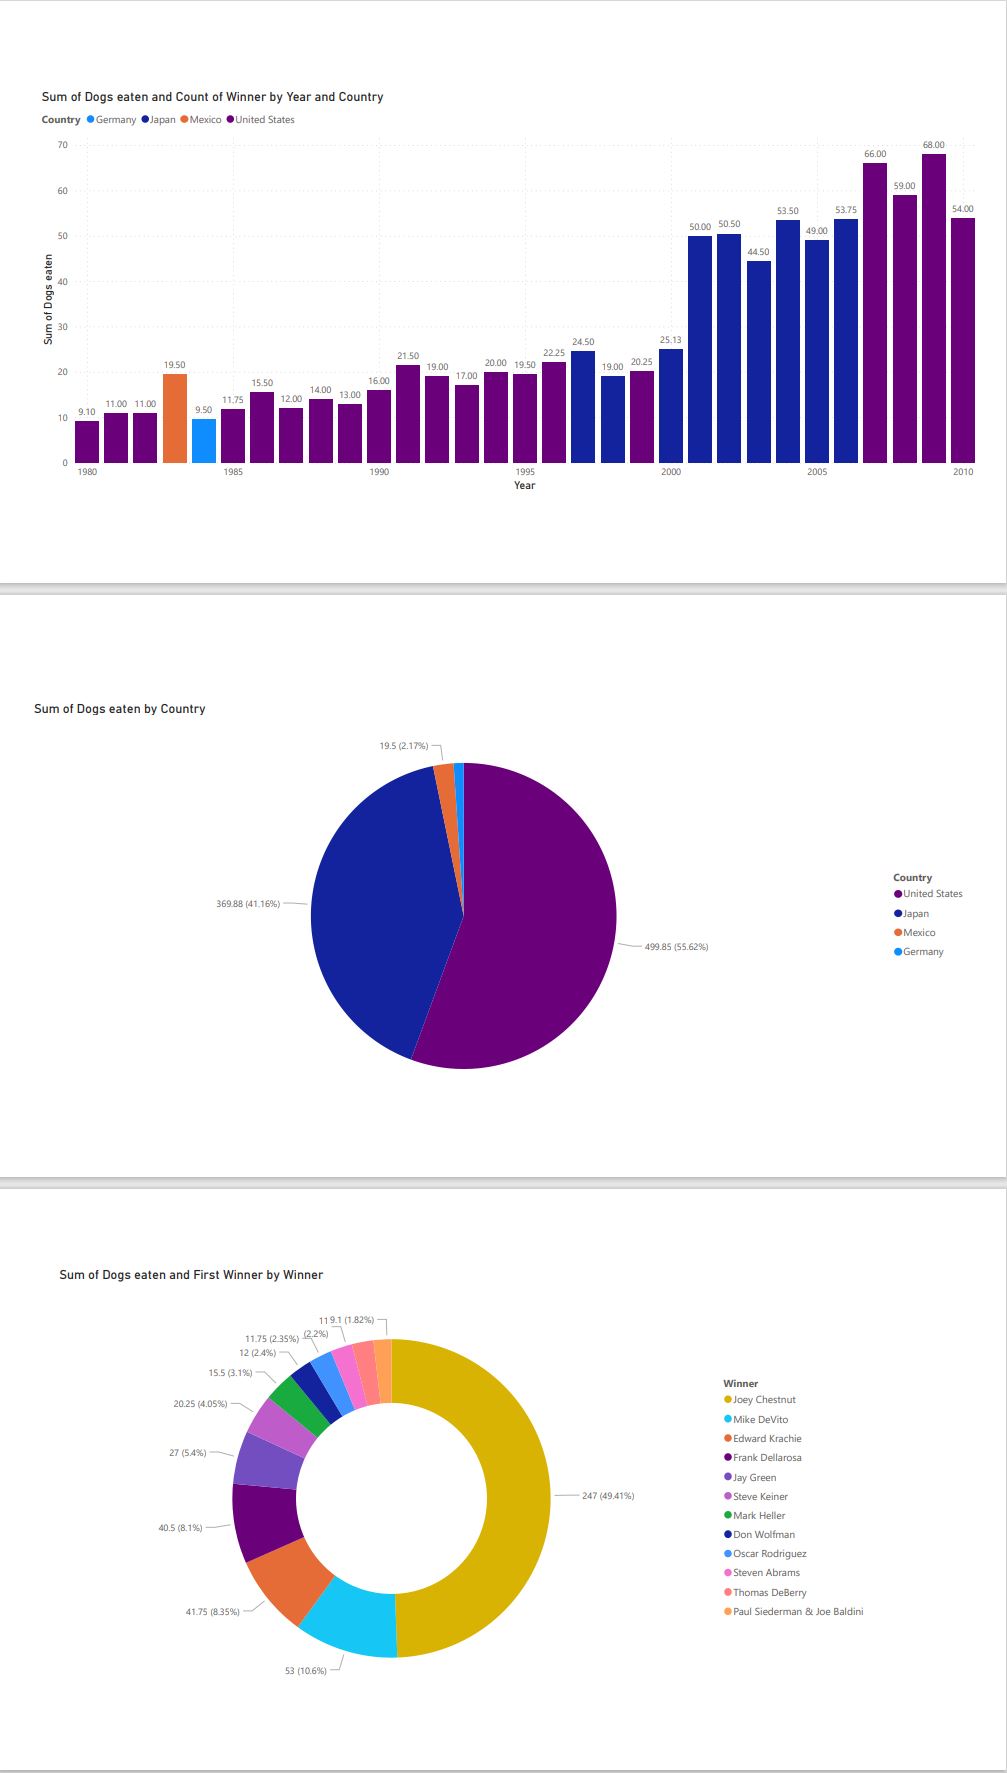 Sum of Dogs eaten and Count of Winner by Year and Country
Country Germany Japan Mexico United States
Sum of Dogs eaten
70
60
50
40
30
20
10
0
9.10 11.00 11.00 19.50 9.50 11.75 15.50 12.00 14.00 13.00 16.00 21.50 19.00 17.00 20.00 19.50 22.25 24.50 19.00 20.25 25.13 50.00 50.50 44.50 53.50 49.00 53.75 66.00 59.00 68.00 54.00
1980 1985 1990 1995 2000 2005 2010
Year
Sum of Dogs eaten by Country
19.5 (2.17%)
369.88 (41.16%)
499.85 (55.62%)
Country
United States
Japan
Mexico
Germany
Sum of Dogs eaten and First Winner by Winner
11 (2.2%)
9.1 (1.82%)
11.75 (2.35%)
12 (2.4%)
15.5 (3.1%)
20.25 (4.05%)
27 (5.4%)
40.5 (8.1%)
41.75 (8.35%)
53 (10.6%)
247 (49.41%)
Winner
Joey Chestnut
Mike DeVito
Edward Krachie
Frank Dellarosa
Jay Green
Steve Keiner
Mark Heller
Don Wolfman
Oscar Rodriguez
Steven Abrams
Thomas DeBerry
Paul Siederman & Joe Baldini